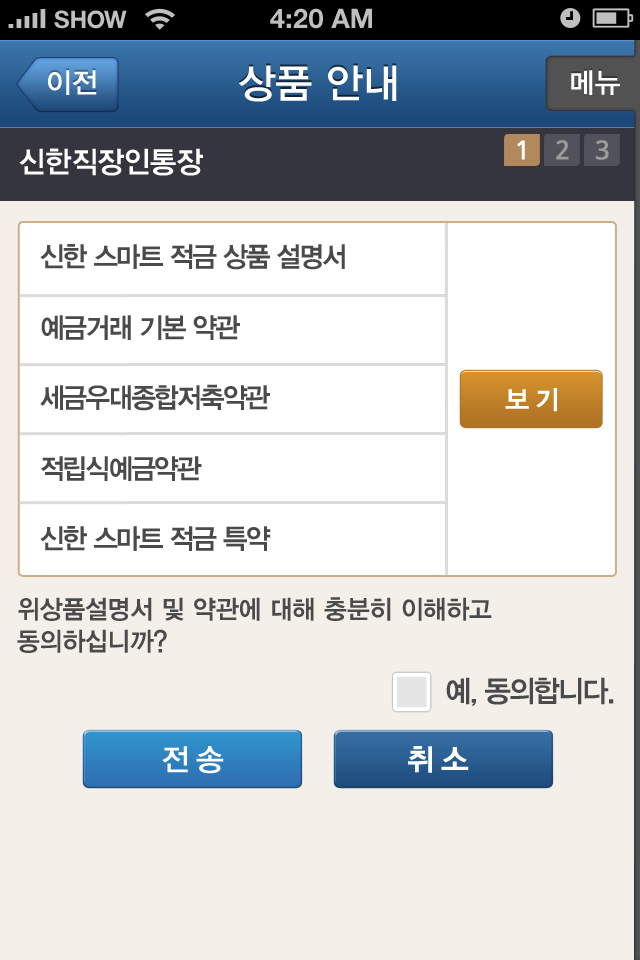 SHOW 4:20 AM
이전 상품 안내 메뉴
신한직장인통장 1 2 3
신한 스마트 적금 상품 설명서
예금거래 기본 약관
세금우대종합저축약관
보기
적립식예금약관
신한 스마트 적금 특약
위상품설명서 및 약관에 대해 충분히 이해하고
동의하십니까?
예, 동의합니다.
전송 취소